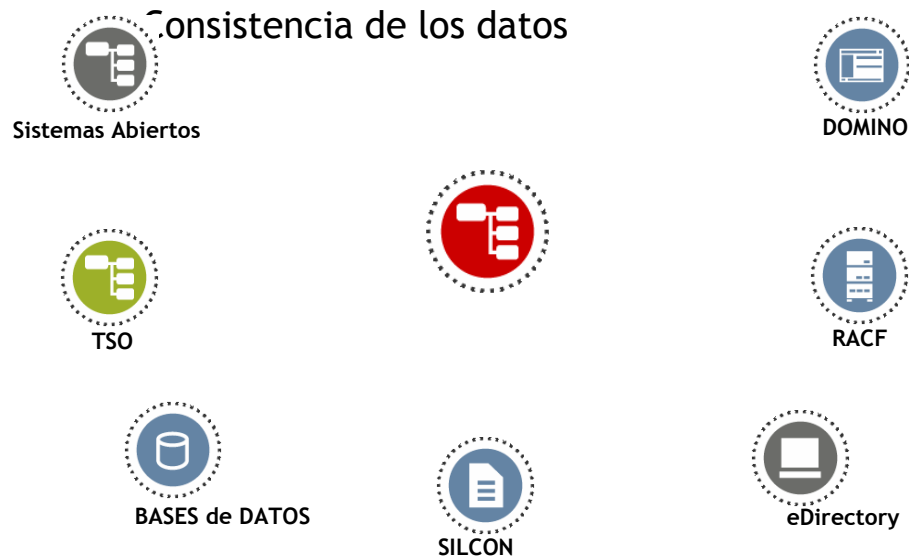 Consistencia de los datos
Sistemas Abiertos
DOMINO
TSO
RACF
BASES de DATOS
eDirectory
SILCON